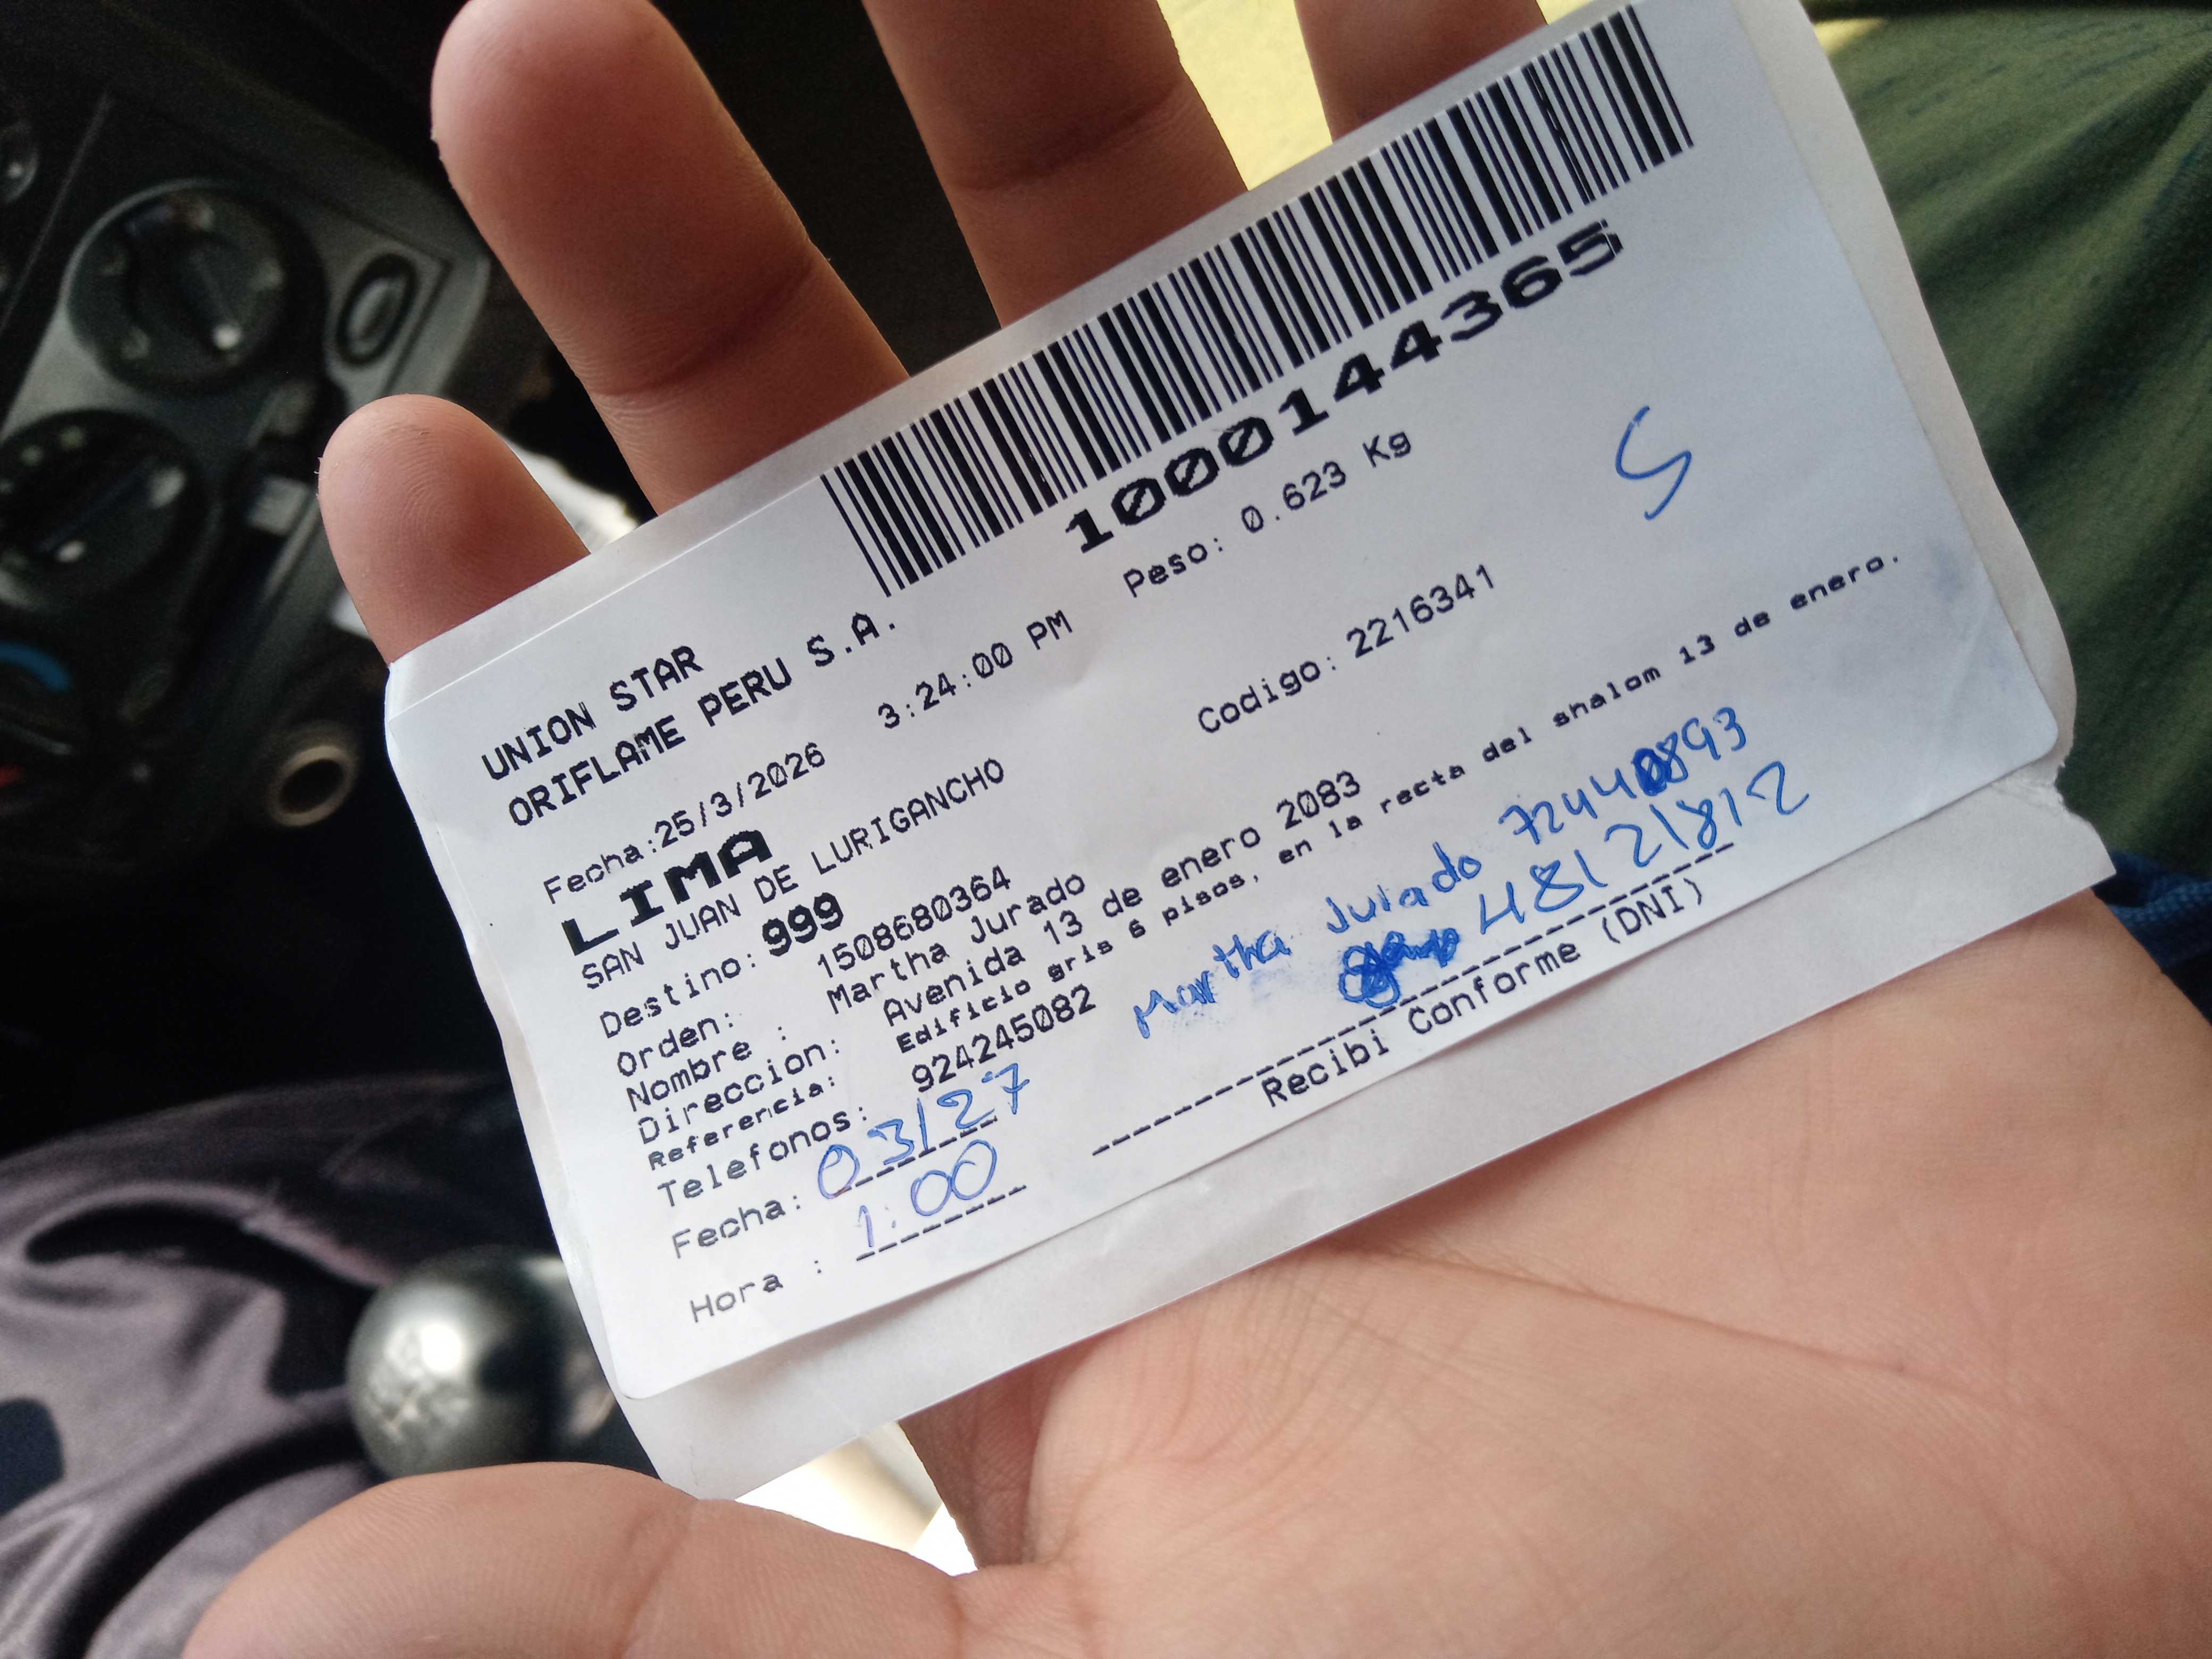 1000144365
UNION STAR
ORIFLAME PERU S.A.
Fecha:25/3/2026 3:24:00 PM Peso: 0.623 Kg
LIMA
SAN JUAN DE LURIGANCHO Codigo: 2216341
Destino: 999
S
Orden: 1508680364
Nombre : Martha Jurado
Direccion: Avenida 13 de enero 2083
Referencia: Edificio gris 6 pisos, en la recta del shalom 13 de enero.
Telefonos: 924245082
Martha Jurado
48121812
Fecha: 03/27
Hora : 1:00
Recibi Conforme (DNI)